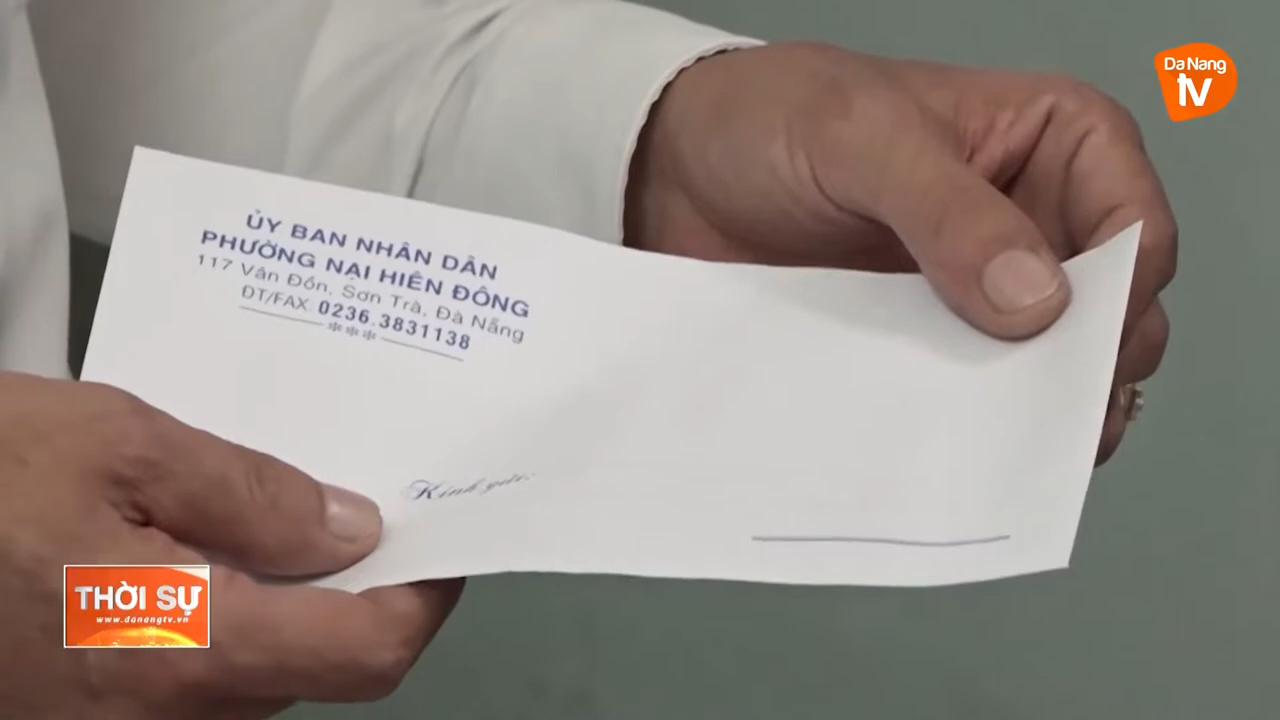 Da Nang
tv
ỦY BAN NHÂN DÂN
PHƯỜNG NẠI HIÊN ĐÔNG
117 Vân Đồn, Sơn Trà, Đà Nẵng
ĐT/FAX: 0236.3831138
***
Kính gửi:
THỜI SỰ
www.danangtv.vn